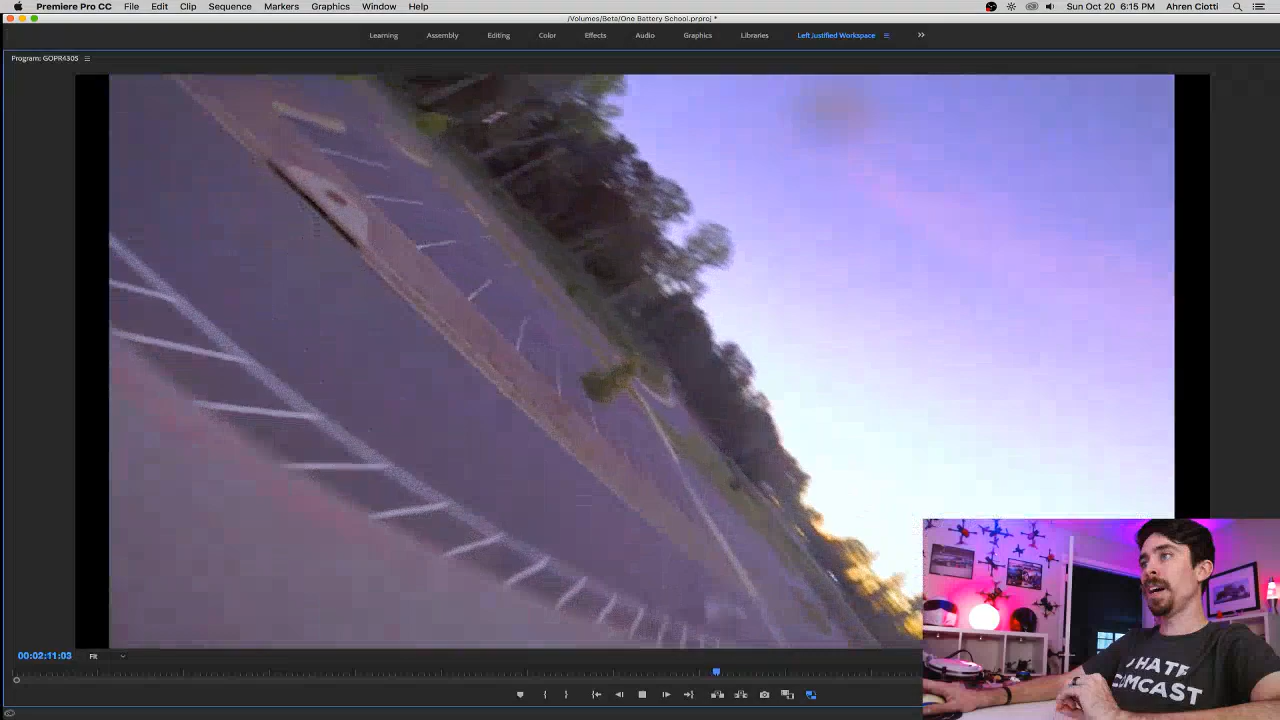 Premiere Pro CC File Edit Clip Sequence Markers Graphics Window Help Sun Oct 20 6:15 PM Ahren Ciotti
/Volumes/Beta/One Battery School.prproj *
Learning Assembly Editing Color Effects Audio Graphics Libraries Left Justified Workspace
Program: GOPR4305
00:02:11:03 Fit
I HATE
COMCAST